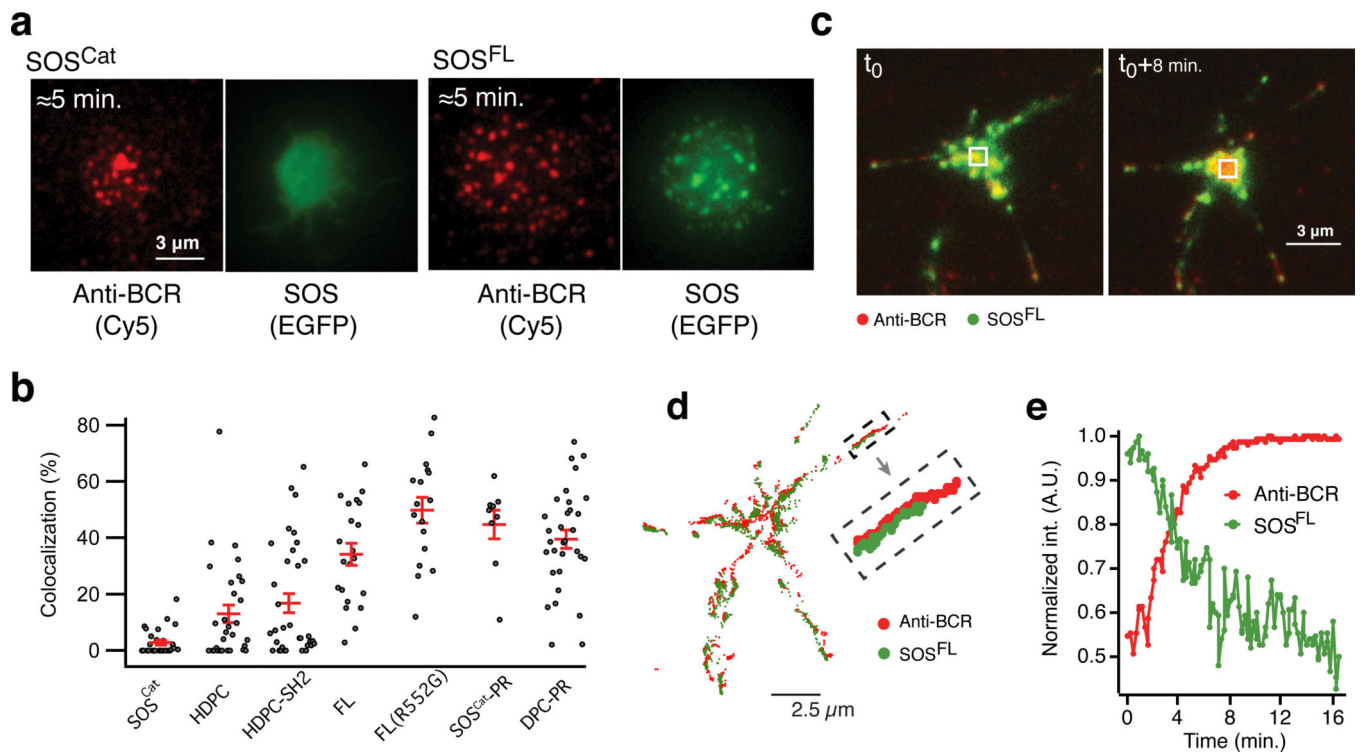 a
SOS^Cat
SOS^FL
≈5 min.
≈5 min.
3 µm
Anti-BCR
(Cy5)
SOS
(EGFP)
Anti-BCR
(Cy5)
SOS
(EGFP)
b
Colocalization (%)
80
60
40
20
0
SOS^Cat
HDPC
HDPC-SH2
FL
FL(R552G)
SOS^Cat-PR
DPC-PR
c
t0
t0+8 min.
3 µm
Anti-BCR
SOS^FL
d
Anti-BCR
SOS^FL
2.5 µm
e
Normalized int. (A.U.)
1.0
0.9
0.8
0.7
0.6
0.5
Anti-BCR
SOS^FL
0
4
8
12
16
Time (min.)